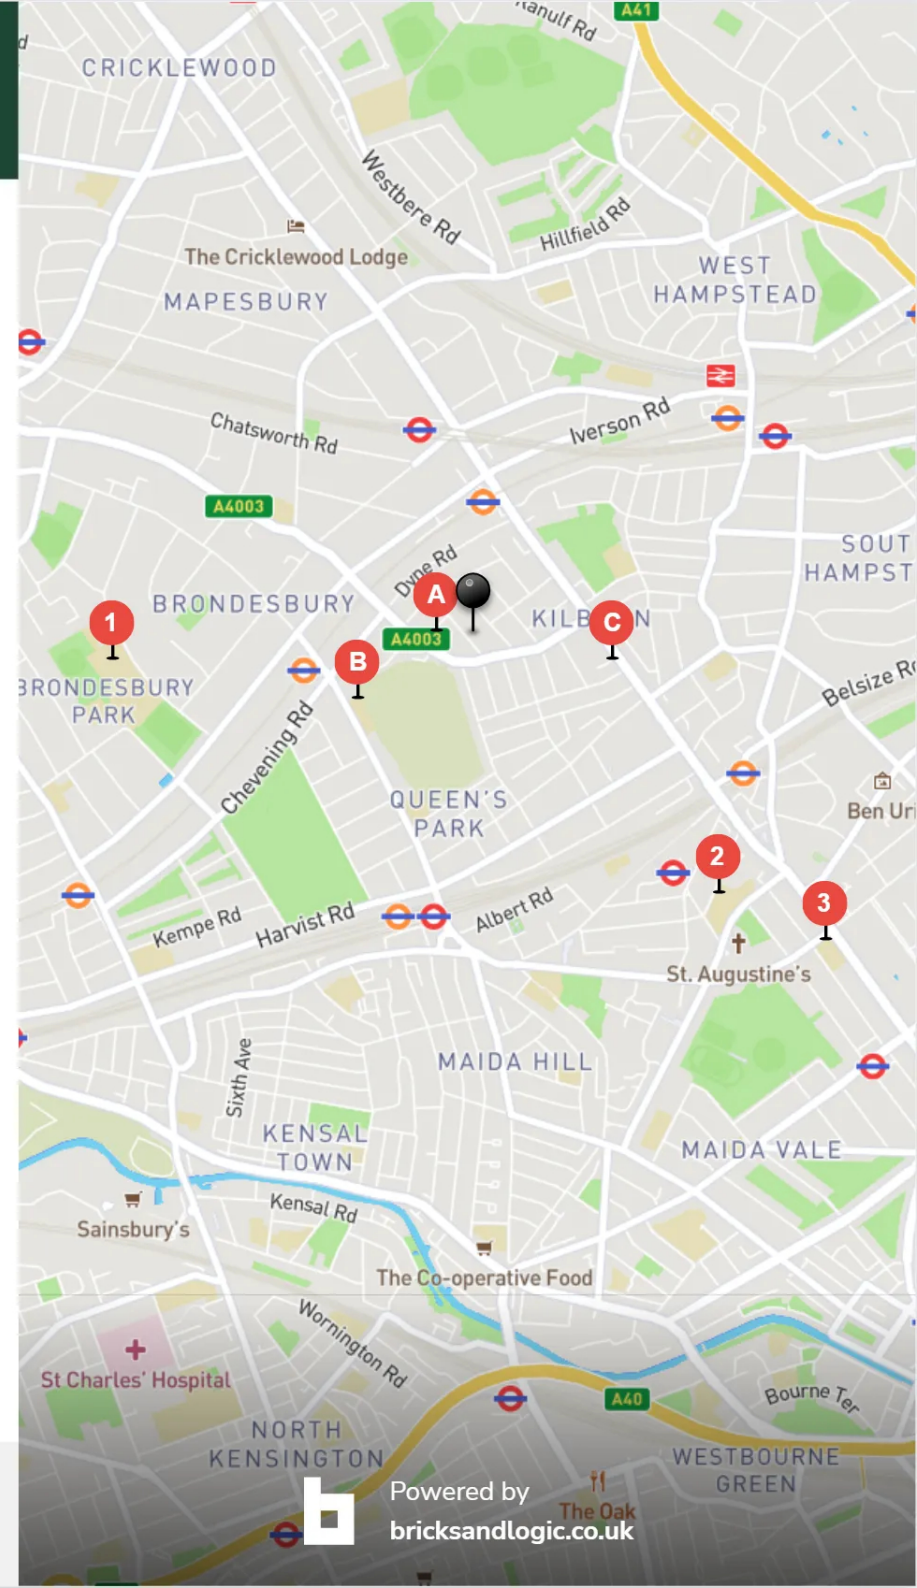 A41
Ranulf Rd
CRICKLEWOOD
Westbere Rd
Hillfield Rd
The Cricklewood Lodge
WEST
HAMPSTEAD
MAPESBURY
Iverson Rd
Chatsworth Rd
A4003
SOUT
HAMPST
Dyne Rd
A
BRONDESBURY
1
KILB
N
C
A4003
B
BRONDESBURY
PARK
Belsize Rd
Chevening Rd
QUEEN'S
PARK
Ben Uri
2
3
Albert Rd
Kempe Rd
Harvist Rd
St. Augustine's
MAIDA HILL
Sixth Ave
KENSAL
TOWN
MAIDA VALE
Kensal Rd
Sainsbury's
The Co-operative Food
Wornington Rd
St Charles' Hospital
A40
Bourne Ter
NORTH
KENSINGTON
WESTBOURNE
GREEN
Powered by
The Oak
bricksandlogic.co.uk